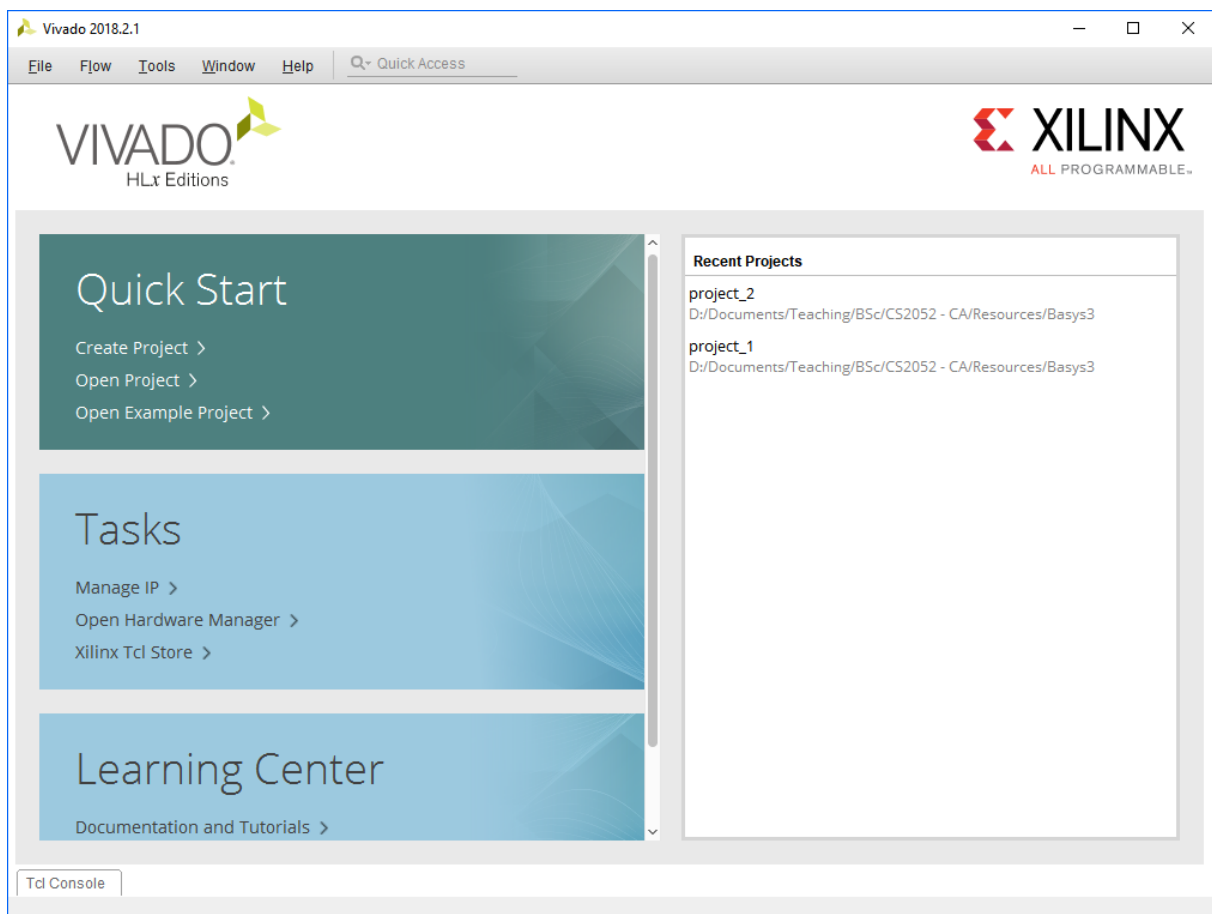 Vivado 2018.2.1
File Flow Tools Window Help Quick Access
VIVADO.
HLx Editions
XILINX
ALL PROGRAMMABLE™
Quick Start
Create Project >
Open Project >
Open Example Project >
Tasks
Manage IP >
Open Hardware Manager >
Xilinx Tcl Store >
Learning Center
Documentation and Tutorials >
Recent Projects
project_2
D:/Documents/Teaching/BSc/CS2052 - CA/Resources/Basys3
project_1
D:/Documents/Teaching/BSc/CS2052 - CA/Resources/Basys3
Tcl Console